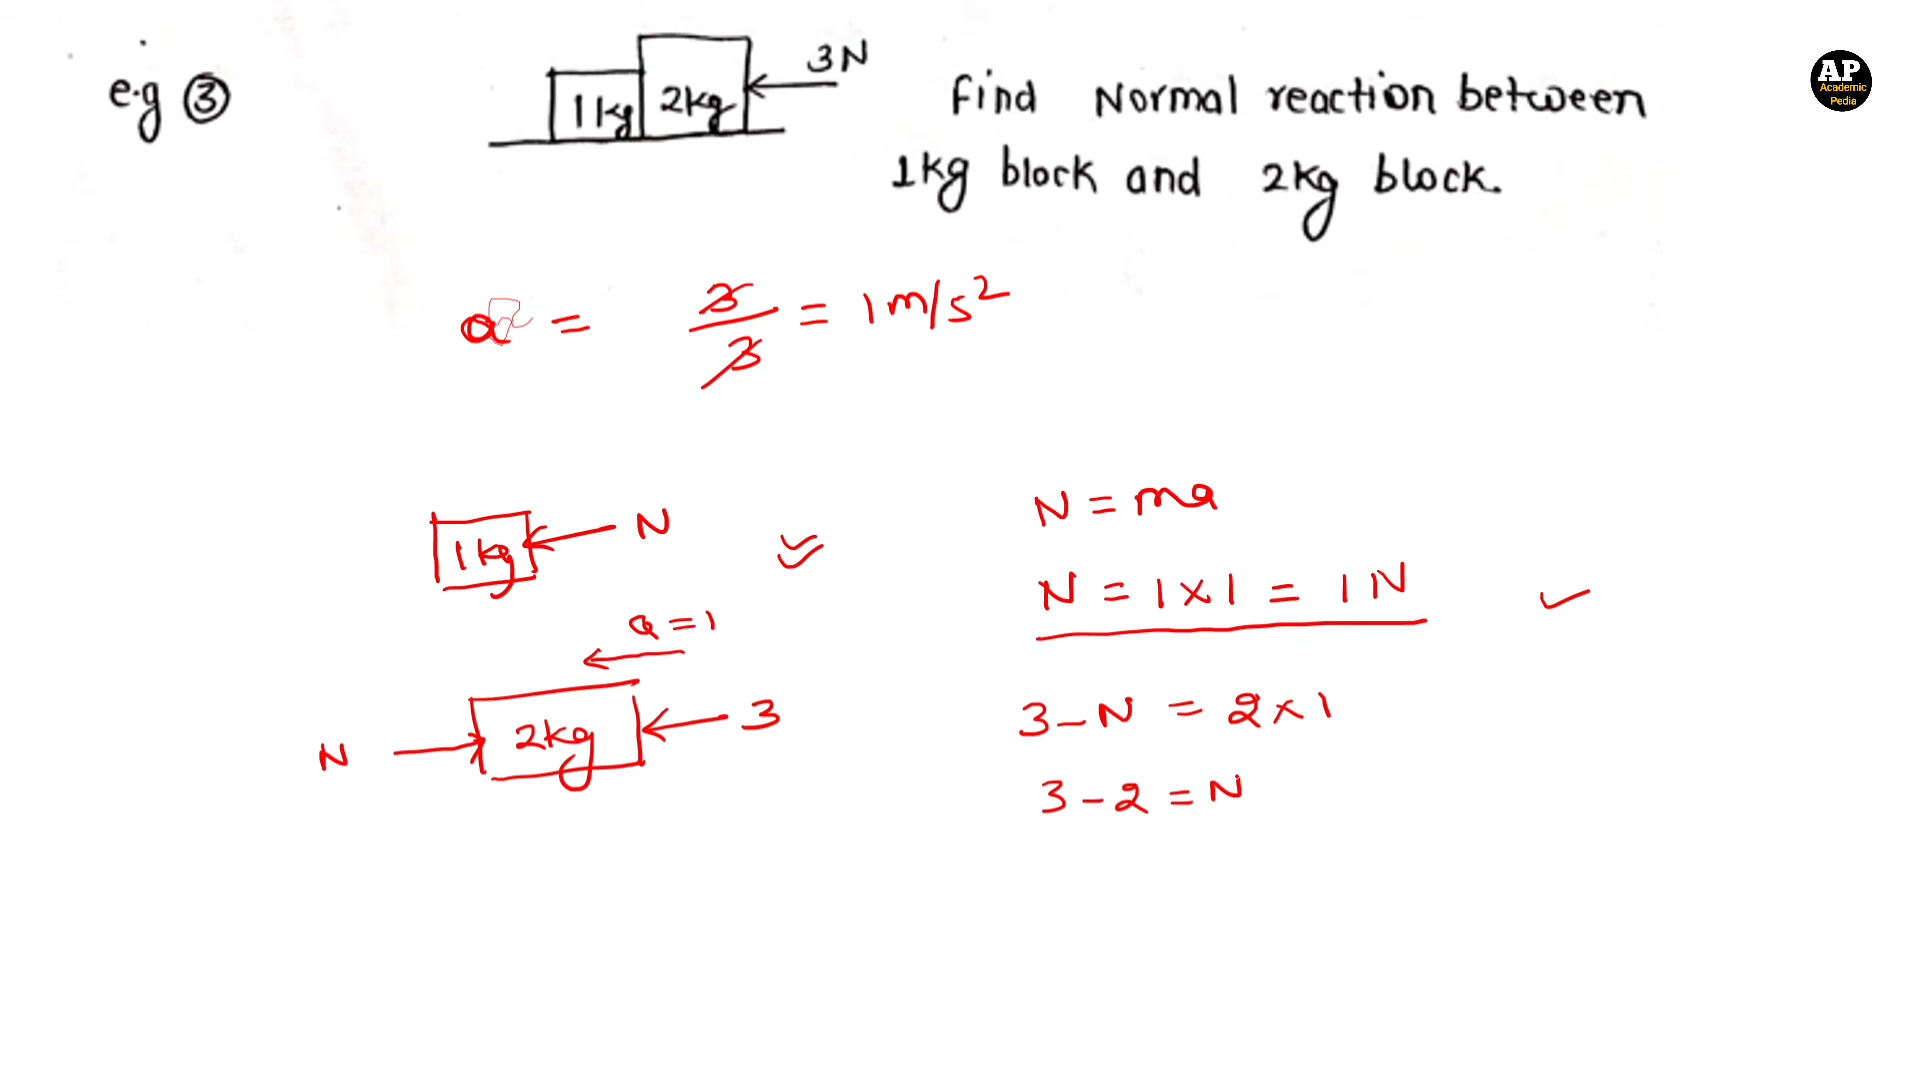 e.g ③
1kg 2kg 3N
Find Normal reaction between
1kg block and 2kg block.
AP
Academic
Pedia
a = 3/3 = 1 m/s²
1kg N
N = ma
N = 1 × 1 = 1 N
a = 1
N 2kg 3
3 - N = 2 × 1
3 - 2 = N